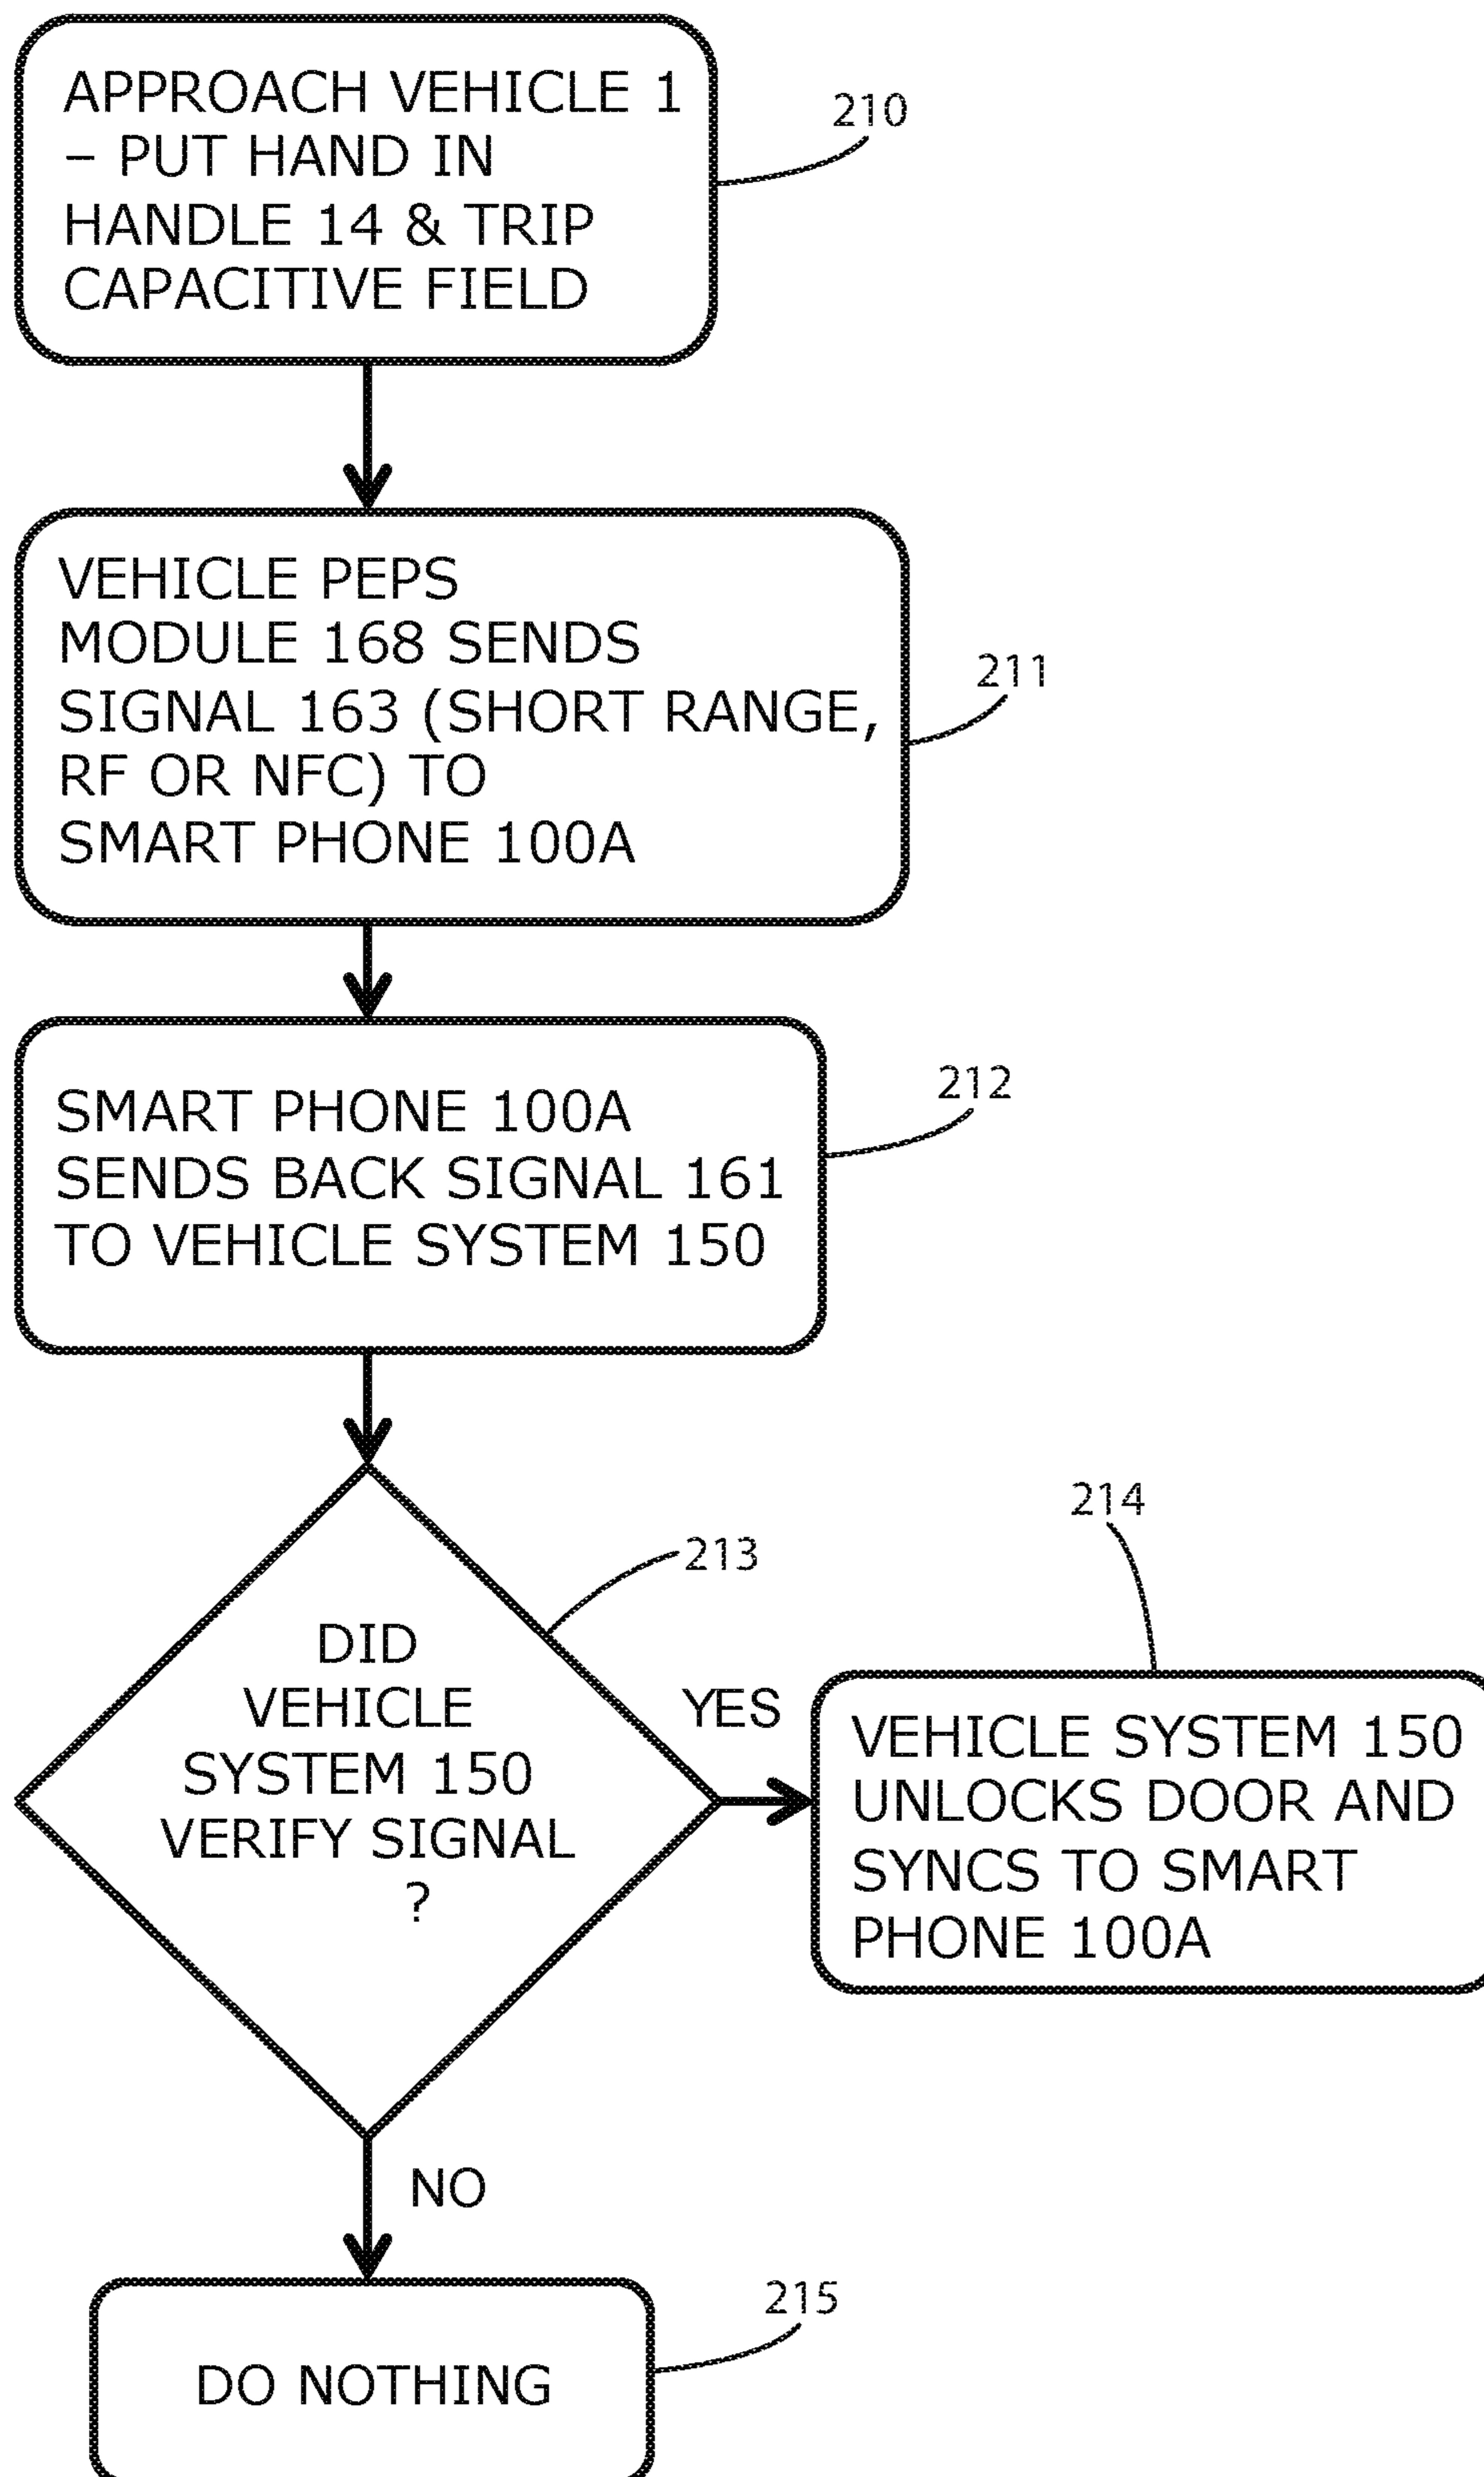 APPROACH VEHICLE 1
– PUT HAND IN
HANDLE 14 & TRIP
CAPACITIVE FIELD
210
VEHICLE PEPS
MODULE 168 SENDS
SIGNAL 163 (SHORT RANGE,
RF OR NFC) TO
SMART PHONE 100A
211
SMART PHONE 100A
SENDS BACK SIGNAL 161
TO VEHICLE SYSTEM 150
212
DID
VEHICLE
SYSTEM 150
VERIFY SIGNAL
?
213
YES
214
VEHICLE SYSTEM 150
UNLOCKS DOOR AND
SYNCS TO SMART
PHONE 100A
NO
DO NOTHING
215